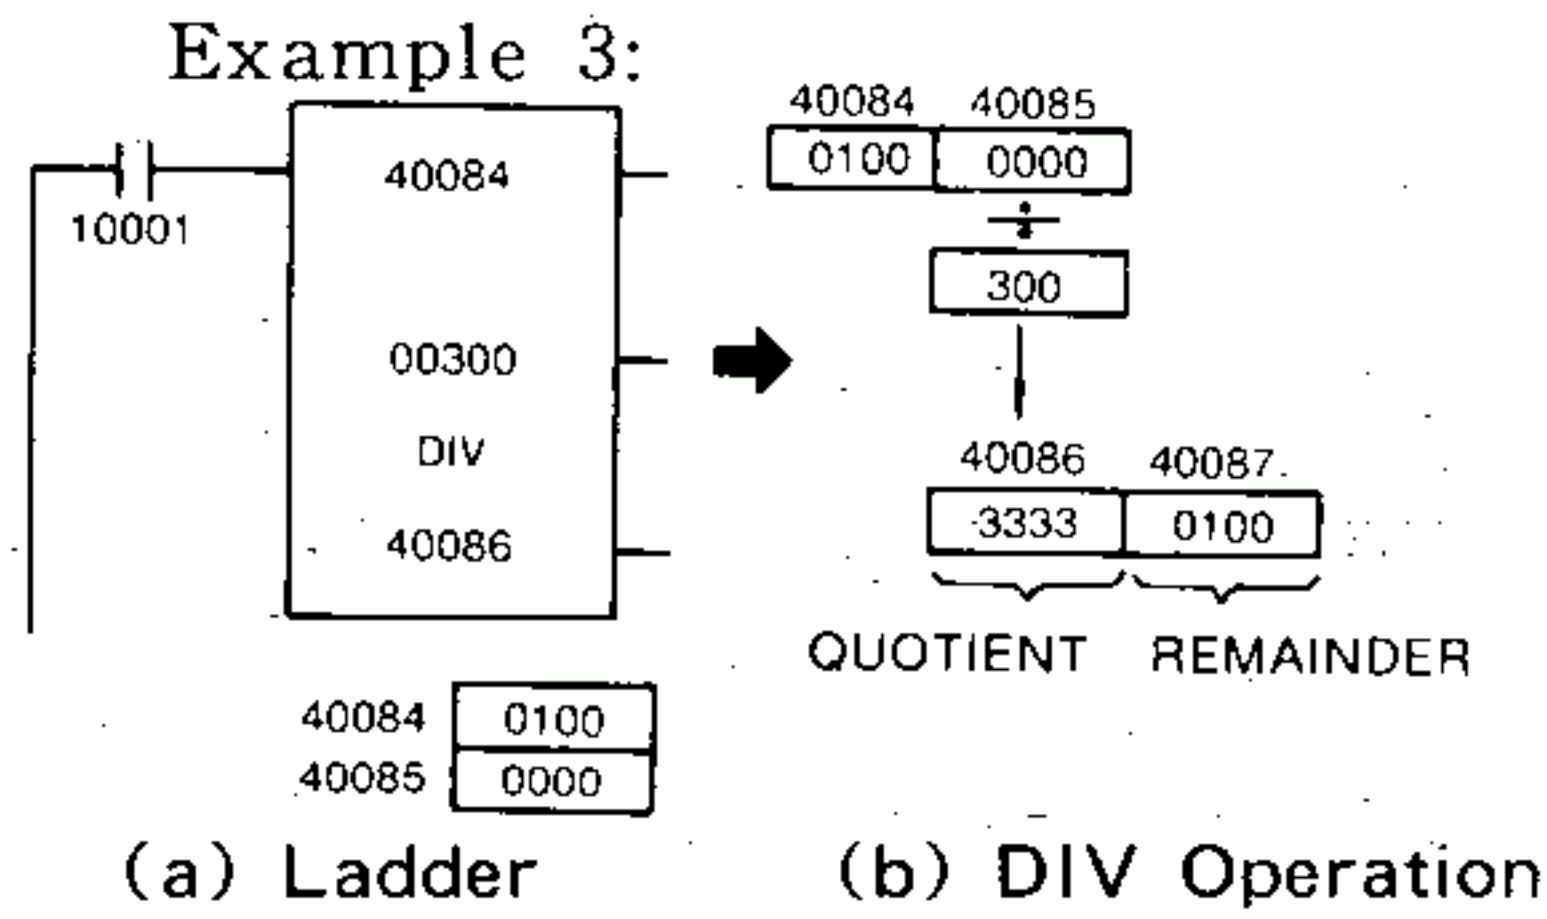 Example 3:
40084
10001
00300
DIV
40086
40084 0100
40085 0000
(a) Ladder
40084 40085
0100 0000
÷
300
40086 40087
3333 0100
QUOTIENT REMAINDER
(b) DIV Operation